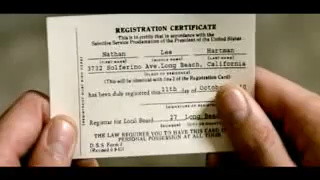 REGISTRATION CERTIFICATE
This is to certify that in accordance with the
Selective Service Proclamation of the President of the United States
Nathan Lee Hartman
(FIRST NAME) (LAST NAME)
3732 Solferino Ave. Long Beach, California
(PLACE OF RESIDENCE)
(This will be identical with line 2 of the Registration Card)
has been duly registered this 11th day of October
SIGNATURE OF REGISTRAR
Registrar for Local Board 27 Long Beach
THE LAW REQUIRES YOU TO HAVE THIS CARD IN
PERSONAL POSSESSION AT ALL
D.S.S. Form 2